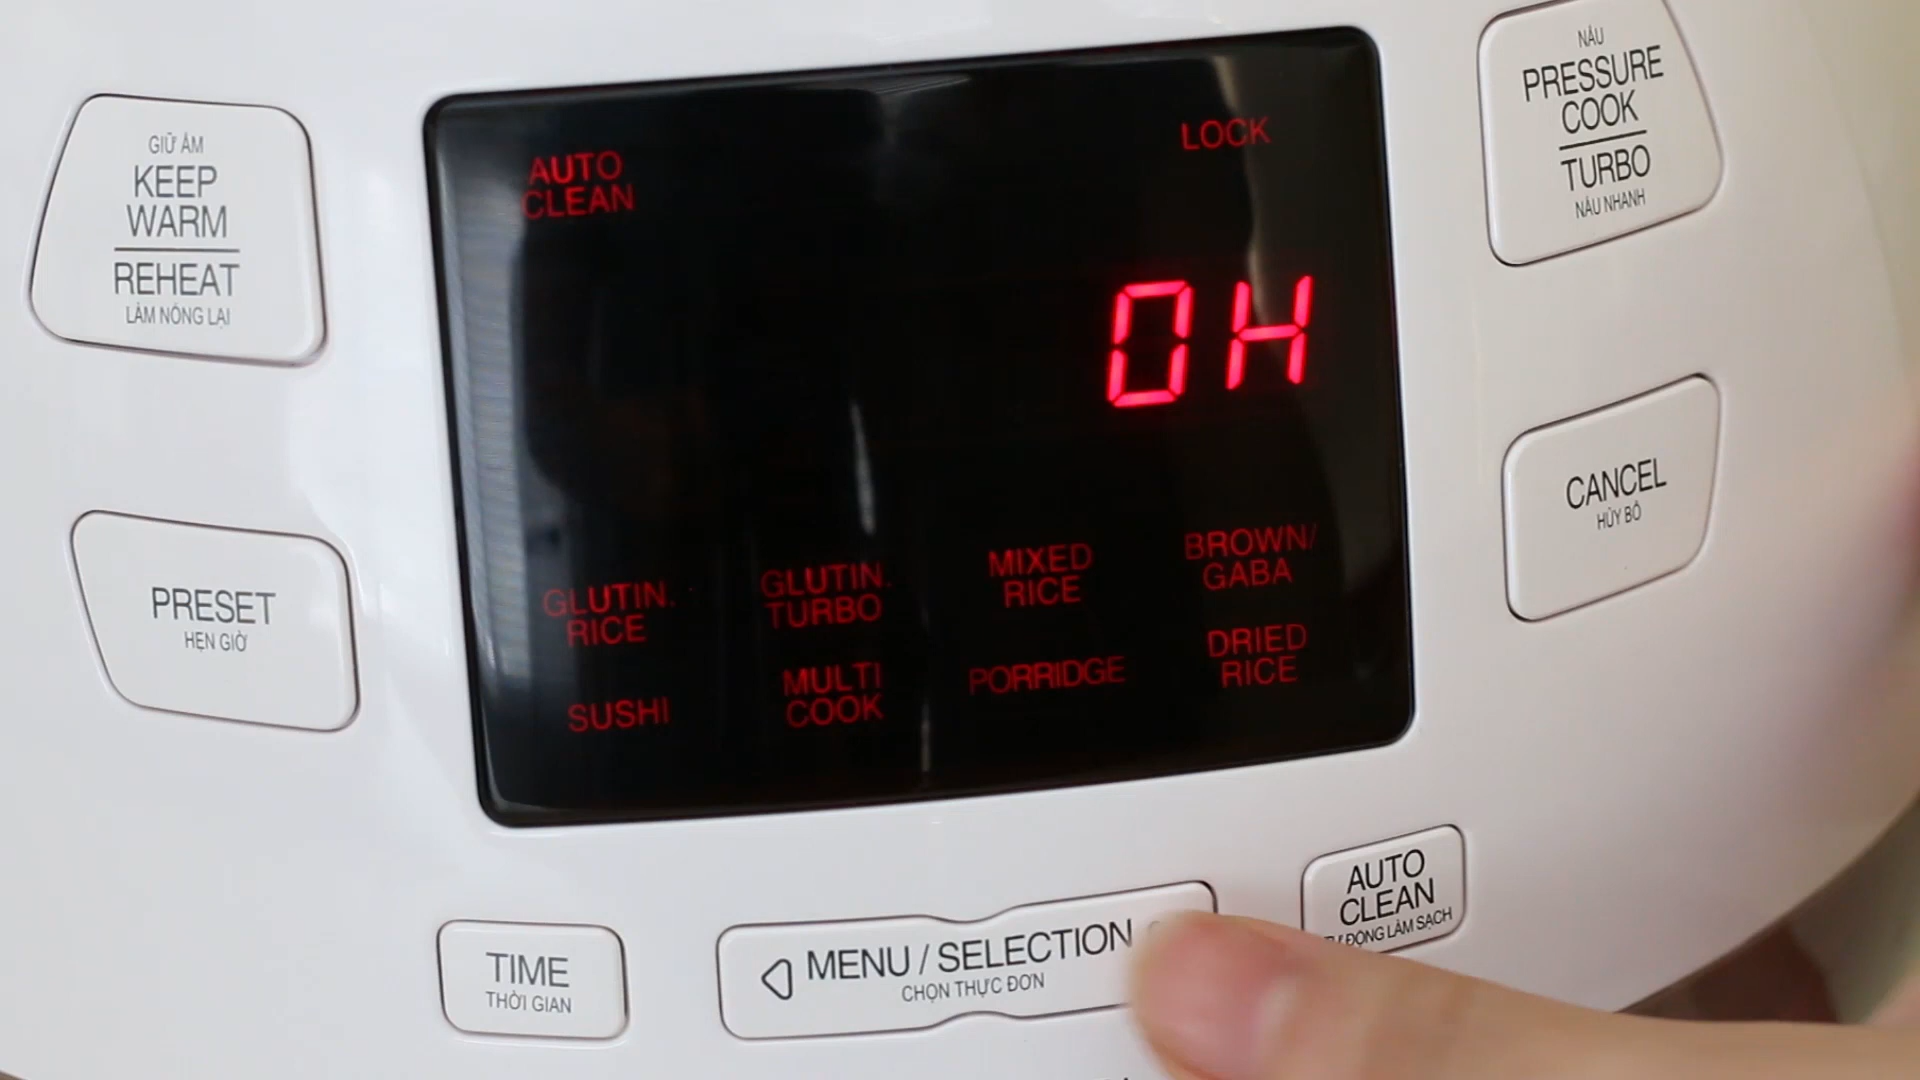 GIỮ ẤM
KEEP
WARM
REHEAT
LÀM NÓNG LẠI
PRESET
HẸN GIỜ
AUTO
CLEAN
LOCK
0H
GLUTIN.
RICE
GLUTIN.
TURBO
MIXED
RICE
BROWN/
GABA
SUSHI
MULTI
COOK
PORRIDGE
DRIED
RICE
NẤU
PRESSURE
COOK
TURBO
NẤU NHANH
CANCEL
HỦY BỎ
TIME
THỜI GIAN
MENU / SELECTION
CHỌN THỰC ĐƠN
AUTO
CLEAN
ĐỘNG LÀM SẠCH